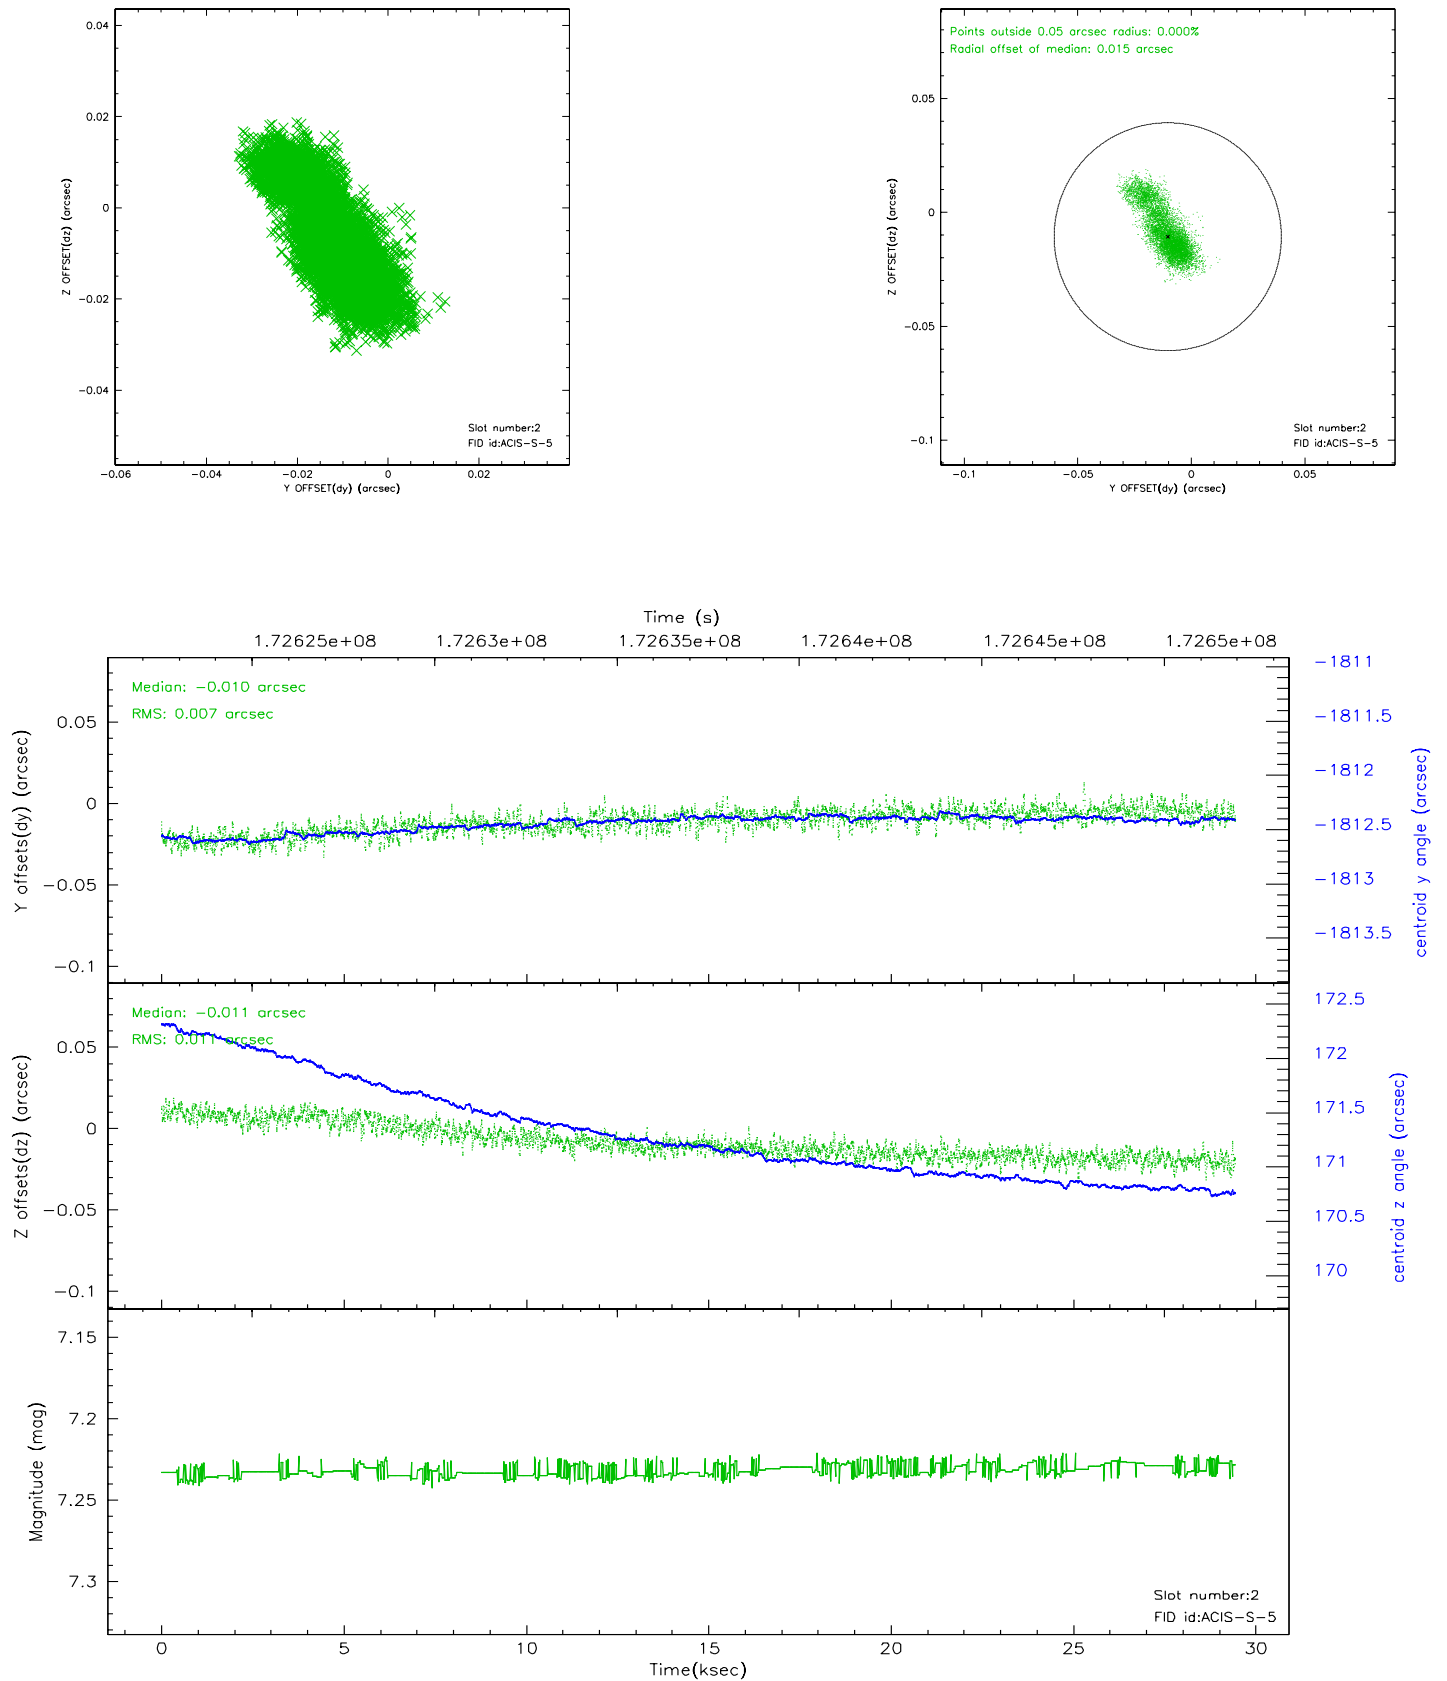 0.04
0.02
0
−0.02
−0.04
Z OFFSET(dz) (arcsec)
Slot number:2
FID id:ACIS−S−5
−0.06 −0.04 −0.02 0 0.02
Y OFFSET(dy) (arcsec)
Points outside 0.05 arcsec radius: 0.000%
Radial offset of median: 0.015 arcsec
0.05
0
−0.05
−0.1
Z OFFSET(dz) (arcsec)
Slot number:2
FID id:ACIS−S−5
−0.1 −0.05 0 0.05
Y OFFSET(dy) (arcsec)
Time (s)
1.72625e+08 1.7263e+08 1.72635e+08 1.7264e+08 1.72645e+08 1.7265e+08
Median: −0.010 arcsec
RMS: 0.007 arcsec
0.05
0
−0.05
−0.1
Y offsets(dy) (arcsec)
−1811
−1811.5
−1812
−1812.5
−1813
−1813.5
centroid y angle (arcsec)
Median: −0.011 arcsec
RMS: 0.011 arcsec
0.05
0
−0.05
−0.1
Z offsets(dz) (arcsec)
172.5
172
171.5
171
170.5
170
centroid z angle (arcsec)
7.15
7.2
7.25
7.3
Magnitude (mag)
Slot number:2
FID id:ACIS−S−5
0 5 10 15 20 25 30
Time(ksec)